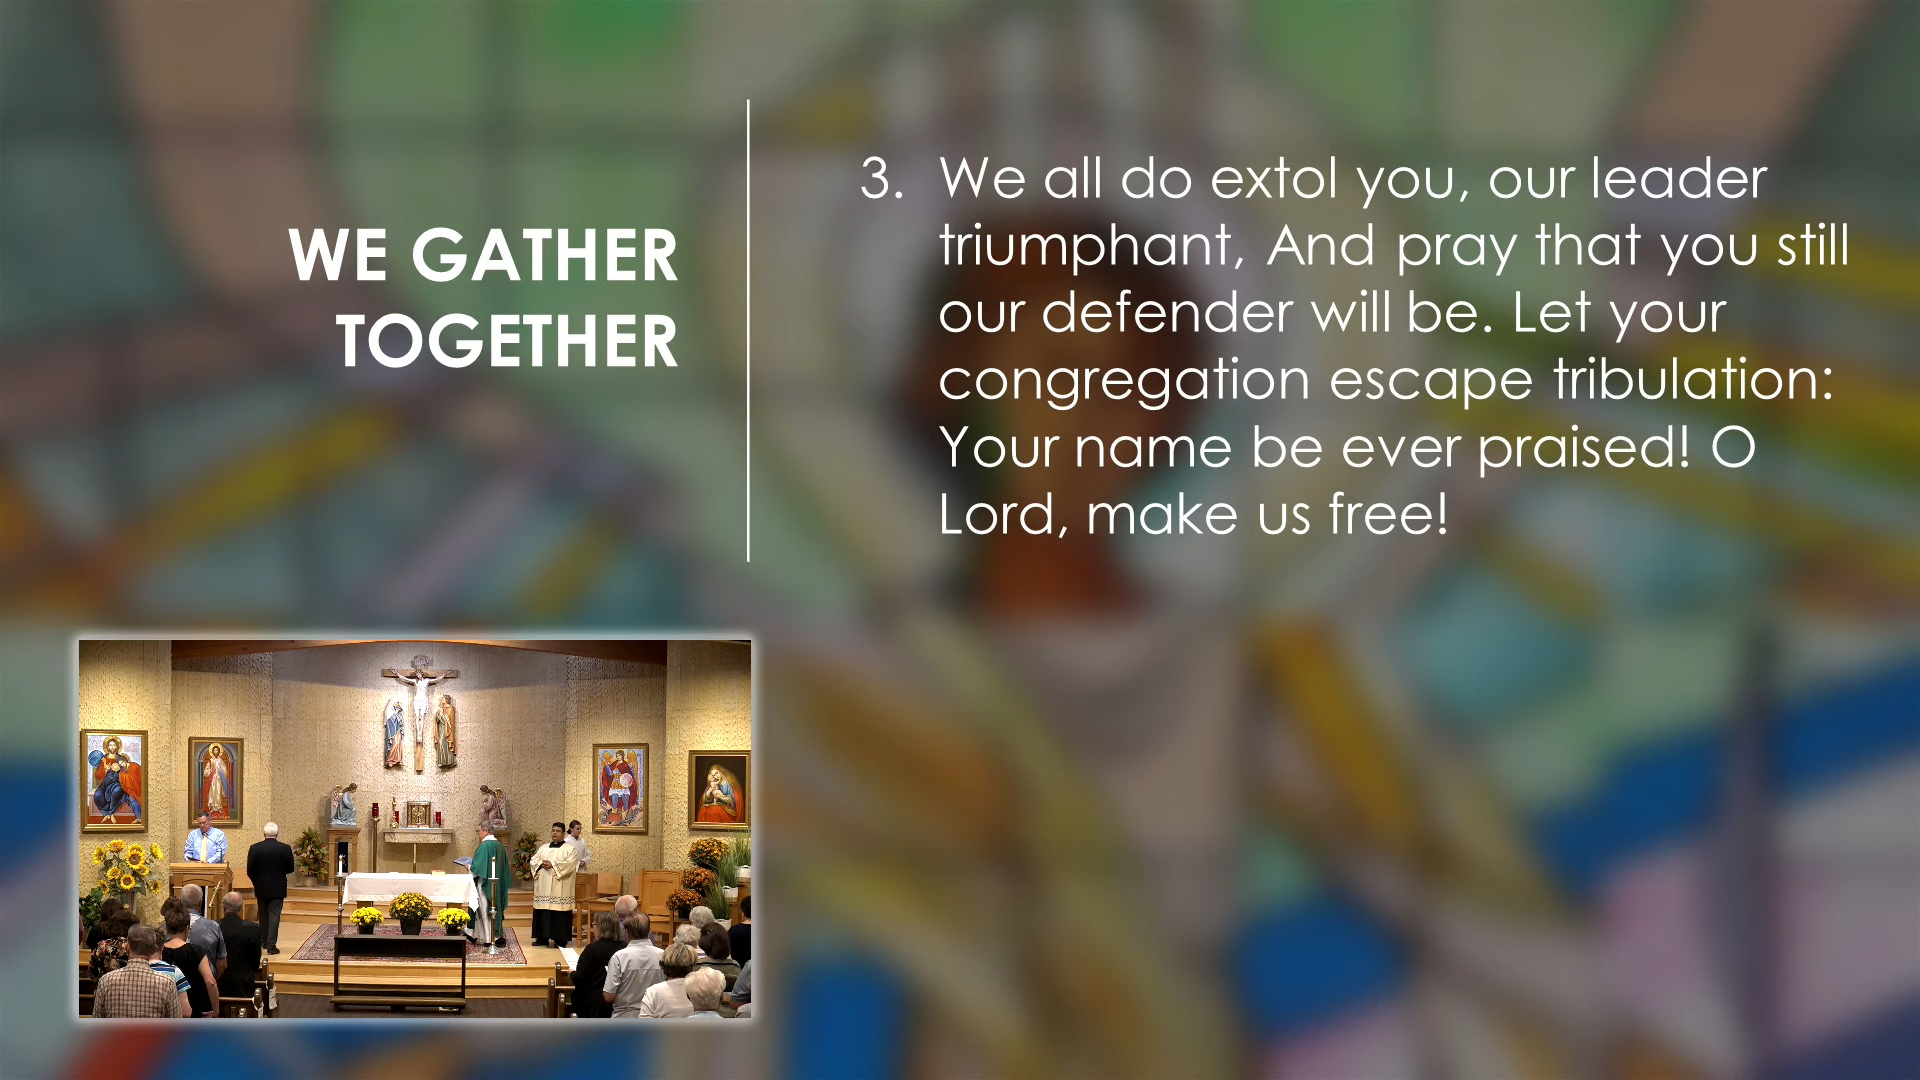 WE GATHER
TOGETHER
3. We all do extol you, our leader
triumphant, And pray that you still
our defender will be. Let your
congregation escape tribulation:
Your name be ever praised! O
Lord, make us free!